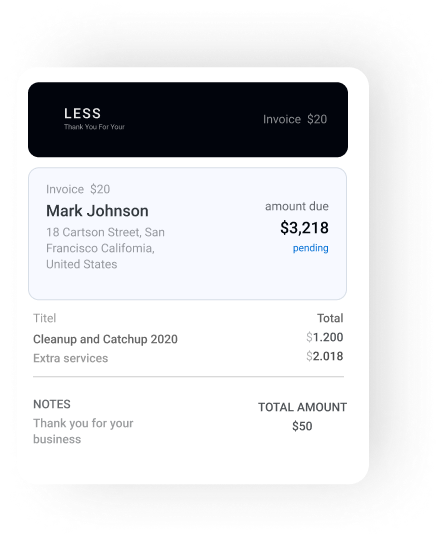 LESS
Thank You For Your
Invoice $20
Invoice $20
Mark Johnson
18 Cartson Street, San
Francisco California,
United States
amount due
$3,218
pending
Titel
Total
Cleanup and Catchup 2020
$1.200
Extra services
$2.018
NOTES
Thank you for your
business
TOTAL AMOUNT
$50